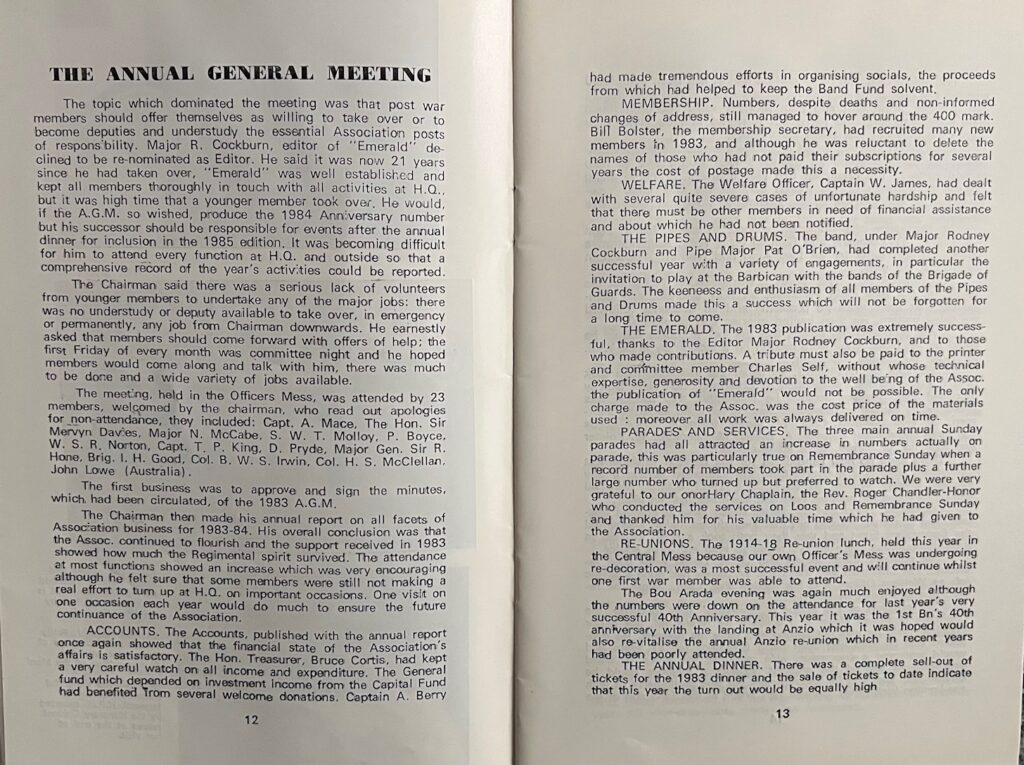 THE ANNUAL GENERAL MEETING
The topic which dominated the meeting was that post war
members should offer themselves as willing to take over or to
become deputies and understudy the essential Association posts
of responsbility. Major R. Cockburn, editor of "Emerald" de-
clined to be re-nominated as Editor. He said it was now 21 years
since he had taken over, "Emerald" was well established and
kept all members thoroughly in touch with all activities at H.Q.,
but it was high time that a younger member took over. He would,
if the A.G.M. so wished, produce the 1984 Anniversary number
but his successor should be responsible for events after the annual
dinner for inclusion in the 1985 edition. It was becoming difficult
for him to attend every function at H.Q. and outside so that a
comprehensive record of the year's activities could be reported.
The Chairman said there was a serious lack of volunteers
from younger members to undertake any of the major jobs: there
was no understudy or deputy available to take over, in emergency
or permanently, any job from Chairman downwards. He earnestly
asked that members should come forward with offers of help; the
first Friday of every month was committee night and he hoped
members would come along and talk with him, there was much
to be done and a wide variety of jobs available.
The meeting, held in the Officers Mess, was attended by 23
members, welcomed by the chairman, who read out apologies
for non-attendance, they included: Capt. A. Mace, The Hon. Sir
Mervyn Davies, Major N. McCabe, S. W. T. Molloy, P. Boyce,
W. S. R. Norton, Capt. T. P. King, D. Pryde, Major Gen. Sir R.
Hone, Brig. I. H. Good, Col. B. W. S. Irwin, Col. H. S. McClellan,
John Lowe (Australia).
The first business was to approve and sign the minutes,
which had been circulated, of the 1983 A.G.M.
The Chairman then made his annual report on all facets of
Association business for 1983-84. His overall conclusion was that
the Assoc. continued to flourish and the support received in 1983
showed how much the Regimental spirit survived. The attendance
at most functions showed an increase which was very encouraging
although he felt sure that some members were still not making a
real effort to turn up at H.Q. on important occasions. One visit on
one occasion each year would do much to ensure the future
continuance of the Association.
ACCOUNTS. The Accounts, published with the annual report
once again showed that the financial state of the Association's
affairs is satisfactory. The Hon. Treasurer, Bruce Cortis, had kept
a very careful watch on all income and expenditure. The General
fund which depended on investment income from the Capital Fund
had benefited from several welcome donations. Captain A. Berry
12
had made tremendous efforts in organising socials, the proceeds
from which had helped to keep the Band Fund solvent.
MEMBERSHIP. Numbers, despite deaths and non-informed
changes of address, still managed to hover around the 400 mark.
Bill Bolster, the membership secretary, had recruited many new
members in 1983, and although he was reluctant to delete the
names of those who had not paid their subscriptions for several
years the cost of postage made this a necessity.
WELFARE. The Welfare Officer, Captain W. James, had dealt
with several quite severe cases of unfortunate hardship and felt
that there must be other members in need of financial assistance
and about which he had not been notified.
THE PIPES AND DRUMS. The band, under Major Rodney
Cockburn and Pipe Major Pat O'Brien, had completed another
successful year with a variety of engagements, in particular the
invitation to play at the Barbican with the bands of the Brigade of
Guards. The keeness and enthusiasm of all members of the Pipes
and Drums made this a success which will not be forgotten for
a long time to come.
THE EMERALD. The 1983 publication was extremely success-
ful, thanks to the Editor Major Rodney Cockburn, and to those
who made contributions. A tribute must also be paid to the printer
and committee member Charles Self, without whose technical
expertise, generosity and devotion to the well being of the Assoc.
the publication of "Emerald" would not be possible. The only
charge made to the Assoc. was the cost price of the materials
used : moreover all work was always delivered on time.
PARADES AND SERVICES. The three main annual Sunday
parades had all attracted an increase in numbers actually on
parade, this was particularly true on Remembrance Sunday when a
record number of members took part in the parade plus a further
large number who turned up but preferred to watch. We were very
grateful to our onorHary Chaplain, the Rev. Roger Chandler-Honor
who conducted the services on Loos and Remembrance Sunday
and thanked him for his valuable time which he had given to
the Association.
RE-UNIONS. The 1914-18 Re-union lunch, held this year in
the Central Mess because our own Officer's Mess was undergoing
re-decoration, was a most successful event and will continue whilst
one first war member was able to attend.
The Bou Arada evening was again much enjoyed although
the numbers were down on the attendance for last year's very
successful 40th Anniversary. This year it was the 1st Bn's 40th
anniversary with the landing at Anzio which it was hoped would
also re-vitalise the annual Anzio re-union which in recent years
had been poorly attended.
THE ANNUAL DINNER. There was a complete sell-out of
tickets for the 1983 dinner and the sale of tickets to date indicate
that this year the turn out would be equally high
13